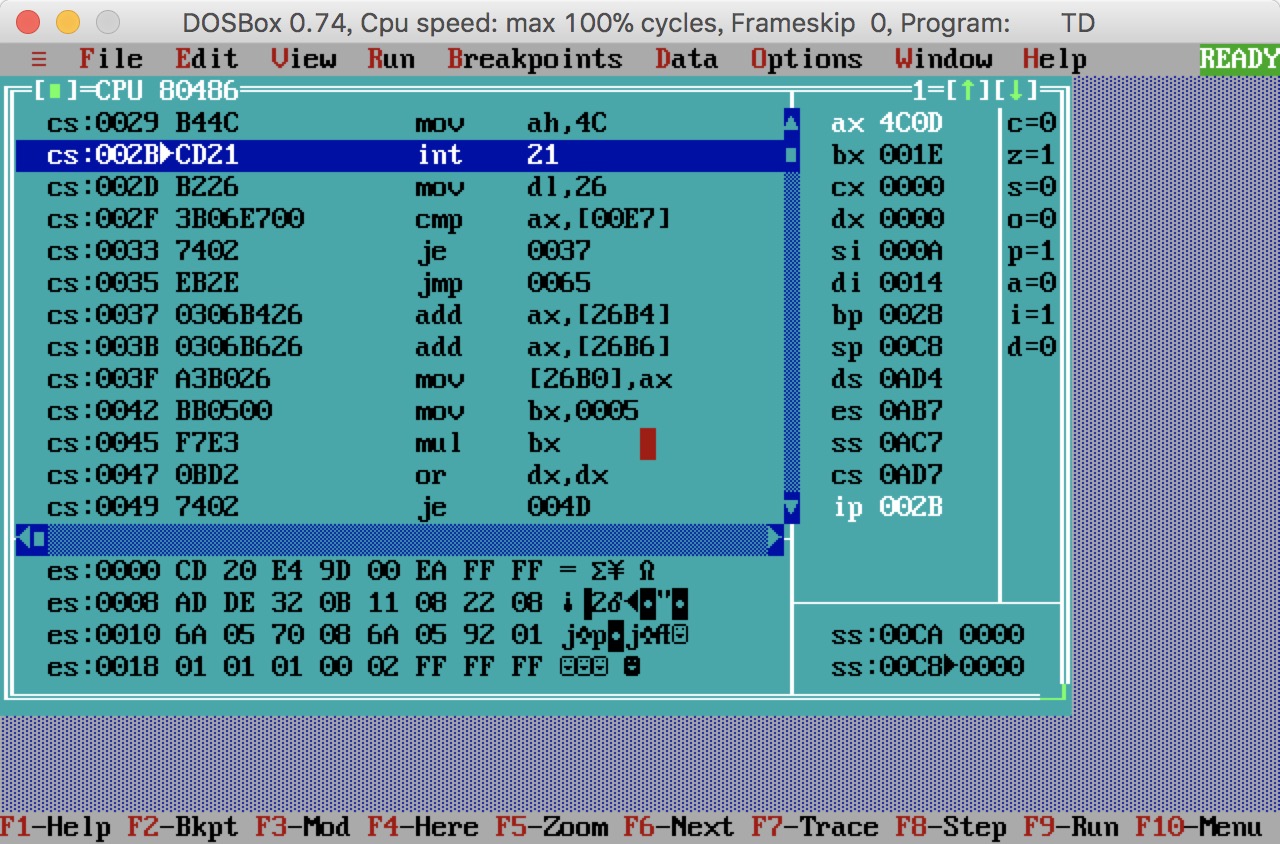 DOSBox 0.74, Cpu speed: max 100% cycles, Frameskip 0, Program: TD
≡ File Edit View Run Breakpoints Data Options Window Help READY
[■]=CPU 80486 1=[↑][↓]
cs:0029 B44C mov ah,4C
cs:002B►CD21 int 21
cs:002D B226 mov dl,26
cs:002F 3B06E700 cmp ax,[00E7]
cs:0033 7402 je 0037
cs:0035 EB2E jmp 0065
cs:0037 0306B426 add ax,[26B4]
cs:003B 0306B626 add ax,[26B6]
cs:003F A3B026 mov [26B0],ax
cs:0042 BB0500 mov bx,0005
cs:0045 F7E3 mul bx
cs:0047 0BD2 or dx,dx
cs:0049 7402 je 004D
ax 4C0D c=0
bx 001E z=1
cx 0000 s=0
dx 0000 o=0
si 000A p=1
di 0014 a=0
bp 0028 i=1
sp 00C8 d=0
ds 0AD4
es 0AB7
ss 0AC7
cs 0AD7
ip 002B
es:0000 CD 20 E4 9D 00 EA FF FF = Σ¥ Ω
es:0008 AD DE 32 0B 11 08 22 08 ¡▐2♂◄◘"◘
es:0010 6A 05 70 08 6A 05 92 01 j♣p◘j♣Æ☺
es:0018 01 01 01 00 02 FF FF FF ☺☺☺ ☻
ss:00CA 0000
ss:00C8►0000
F1-Help F2-Bkpt F3-Mod F4-Here F5-Zoom F6-Next F7-Trace F8-Step F9-Run F10-Menu